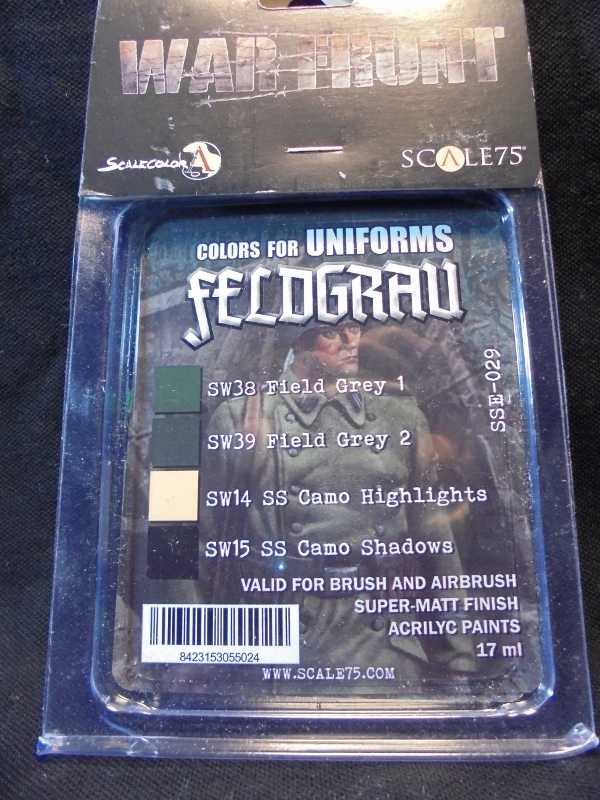 WAR FRONT
SCALECOLOR
SCALE75®
COLORS FOR UNIFORMS
FELDGRAU
SSE-029
SW38 Field Grey 1
SW39 Field Grey 2
SW14 SS Camo Highlights
SW15 SS Camo Shadows
VALID FOR BRUSH AND AIRBRUSH
SUPER-MATT FINISH
ACRILYC PAINTS
17 ml
8423153055024
WWW.SCALE75.COM